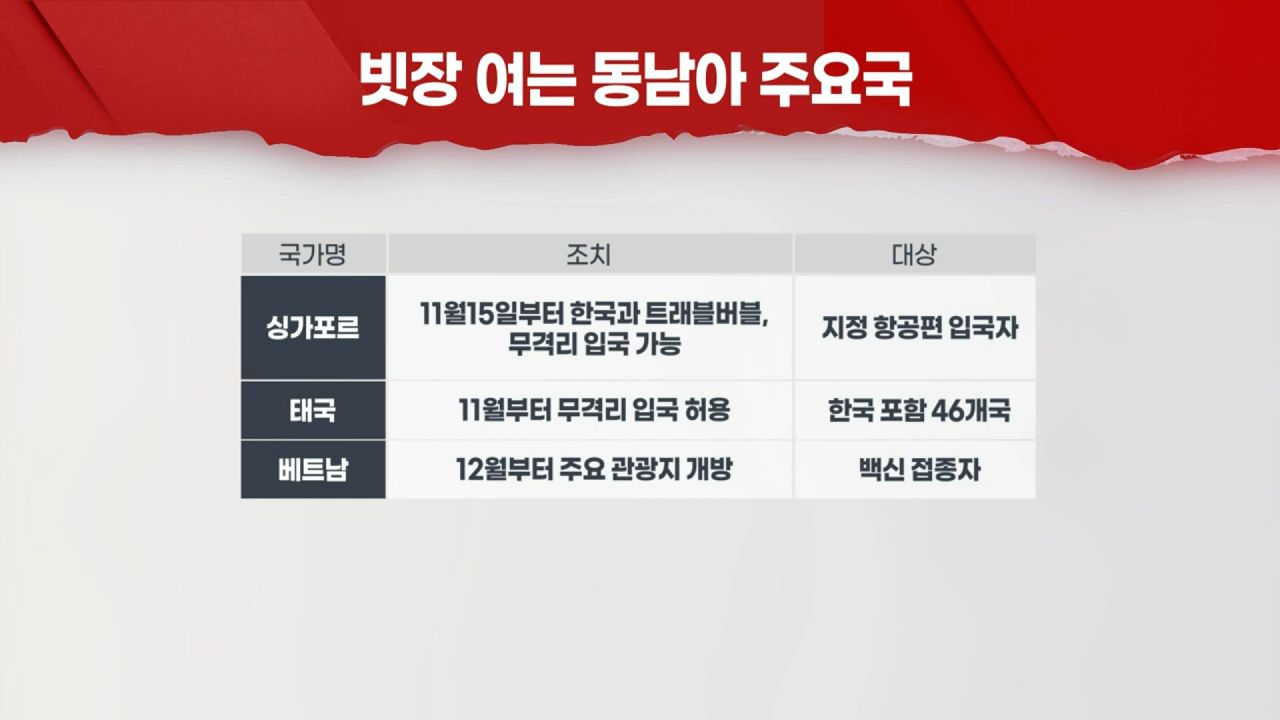 빗장 여는 동남아 주요국
국가명 조치 대상
싱가포르 11월15일부터 한국과 트래블버블, 무격리 입국 가능 지정 항공편 입국자
태국 11월부터 무격리 입국 허용 한국 포함 46개국
베트남 12월부터 주요 관광지 개방 백신 접종자